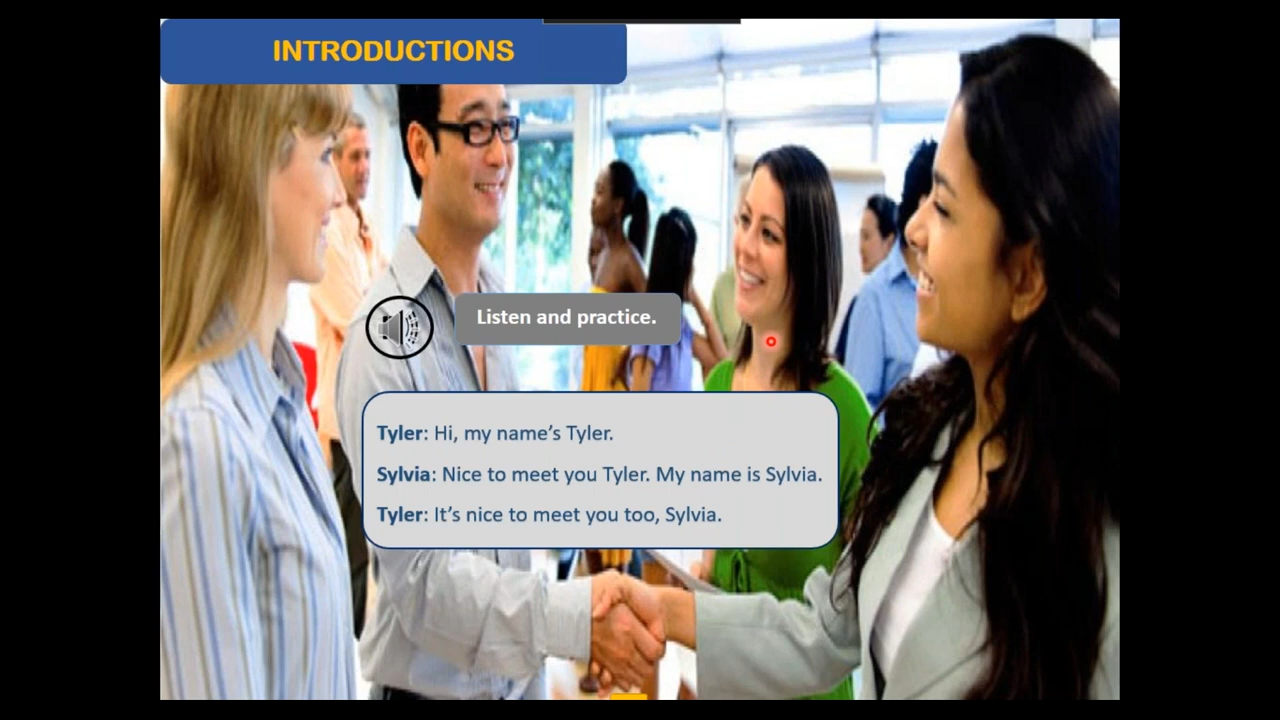 INTRODUCTIONS
Listen and practice.
Tyler: Hi, my name’s Tyler.
Sylvia: Nice to meet you Tyler. My name is Sylvia.
Tyler: It’s nice to meet you too, Sylvia.